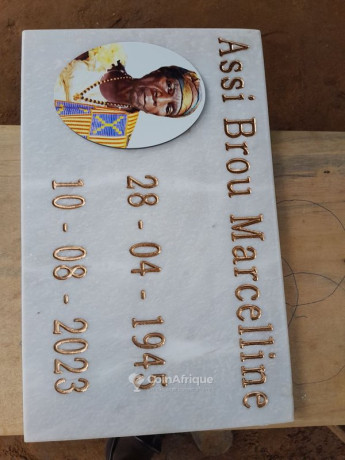 Assi Brou Marcelline
28 - 04 - 1945
10 - 08 - 2023
CoinAfrique